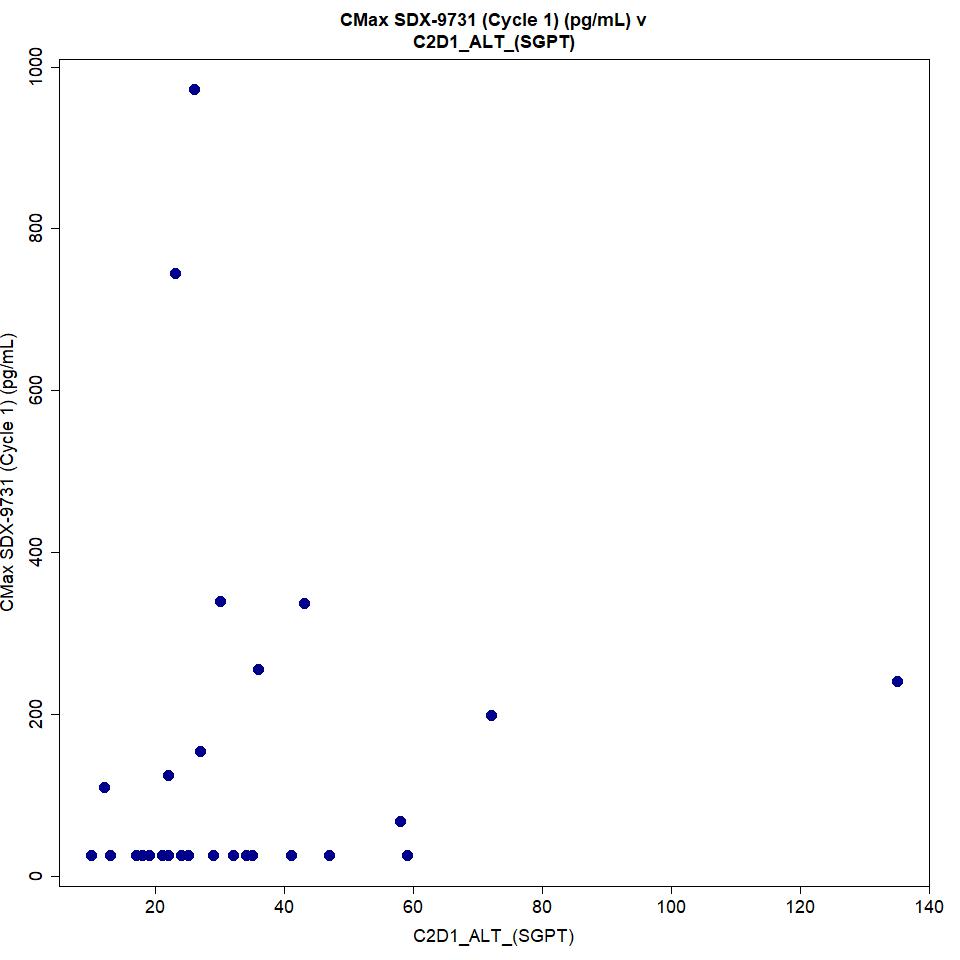 CMax SDX-9731 (Cycle 1) (pg/mL) v
C2D1_ALT_(SGPT)
1000
800
600
400
200
0
CMax SDX-9731 (Cycle 1) (pg/mL)
20 40 60 80 100 120 140
C2D1_ALT_(SGPT)